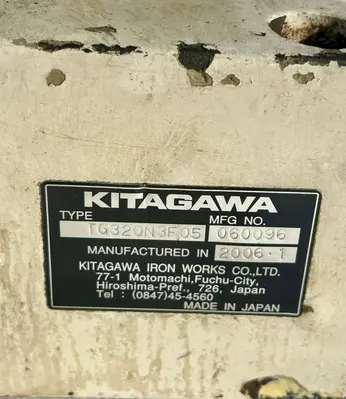 KITAGAWA
TYPE MFG NO.
TG320N3F05 060096
MANUFACTURED IN 2006·1
KITAGAWA IRON WORKS CO.,LTD.
77-1 Motomachi,Fuchu-City,
Hiroshima-Pref., 726, Japan
Tel: (0847)45-4560
MADE IN JAPAN